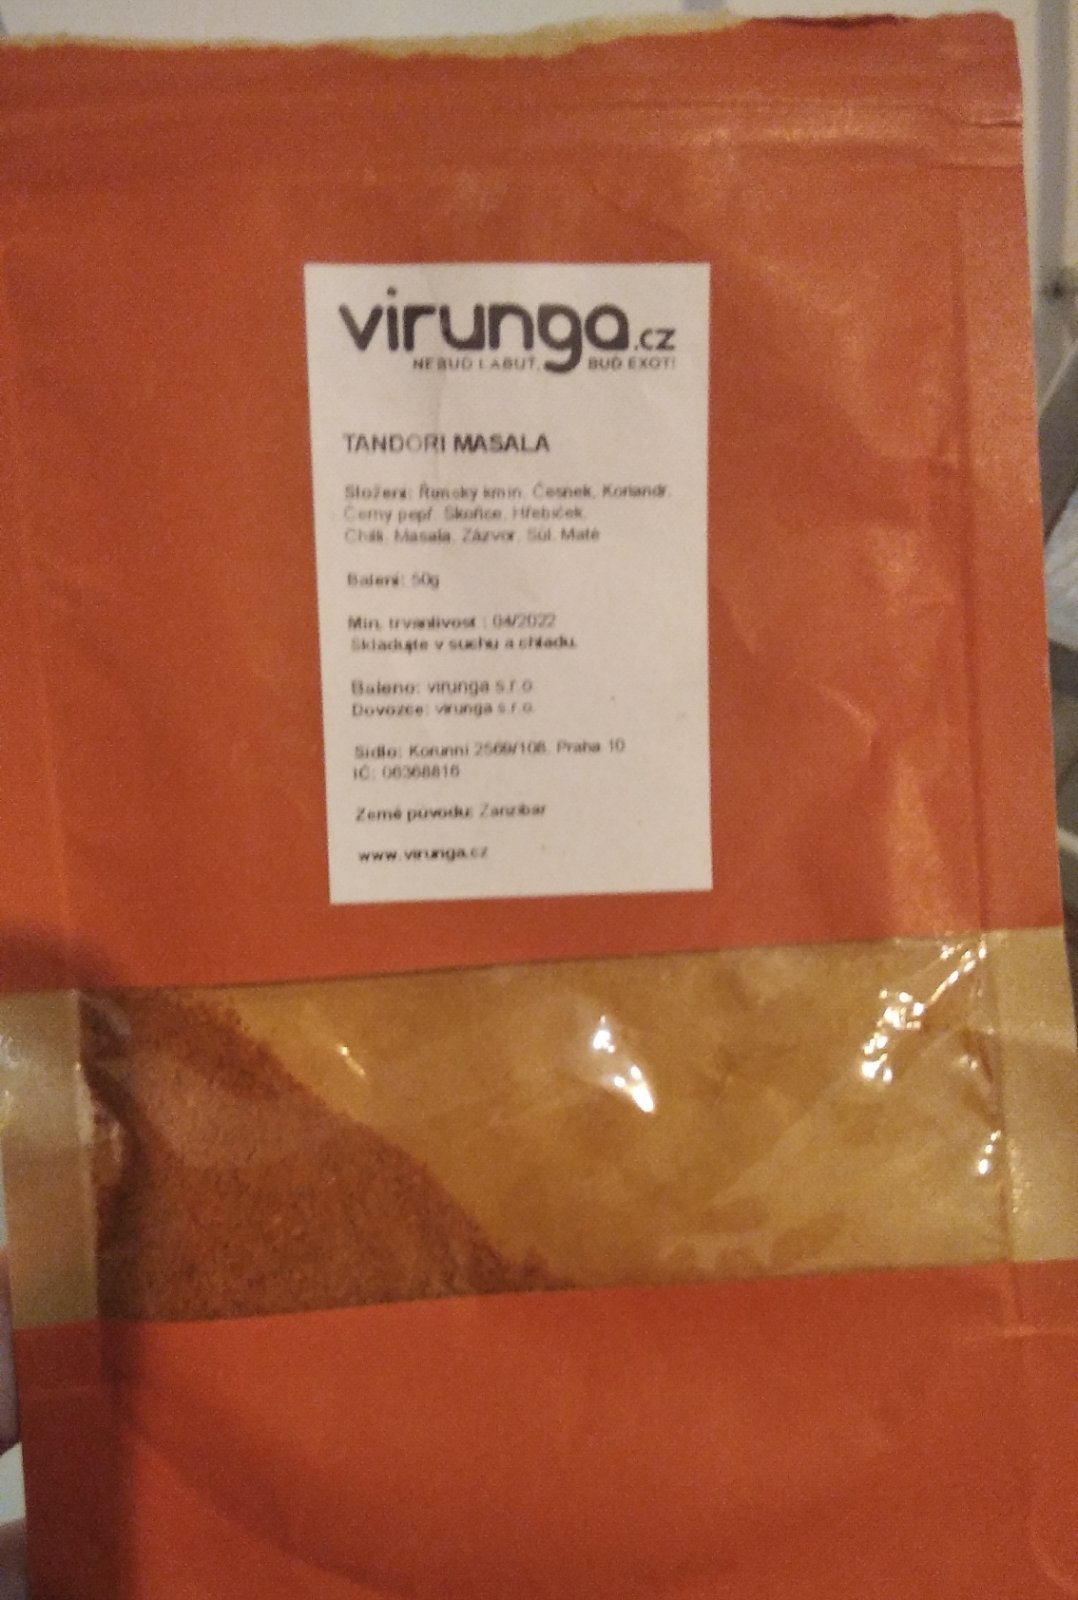 virunga.cz
NEBUĎ LABUŤ, BUĎ EXOT!
TANDORI MASALA
Složení: Římský kmín, Česnek, Koriandr,
Černý pepř, Skořice, Hřebíček,
Chilli, Masala, Zázvor, Sůl, Maté
Balení: 50g
Min. trvanlivost : 04/2022
Skladujte v suchu a chladu.
Baleno: virunga s.r.o.
Dovozce: virunga s.r.o.
Sídlo: Korunní 2569/108, Praha 10
IČ: 06368816
Země původu: Zanzibar
www.virunga.cz